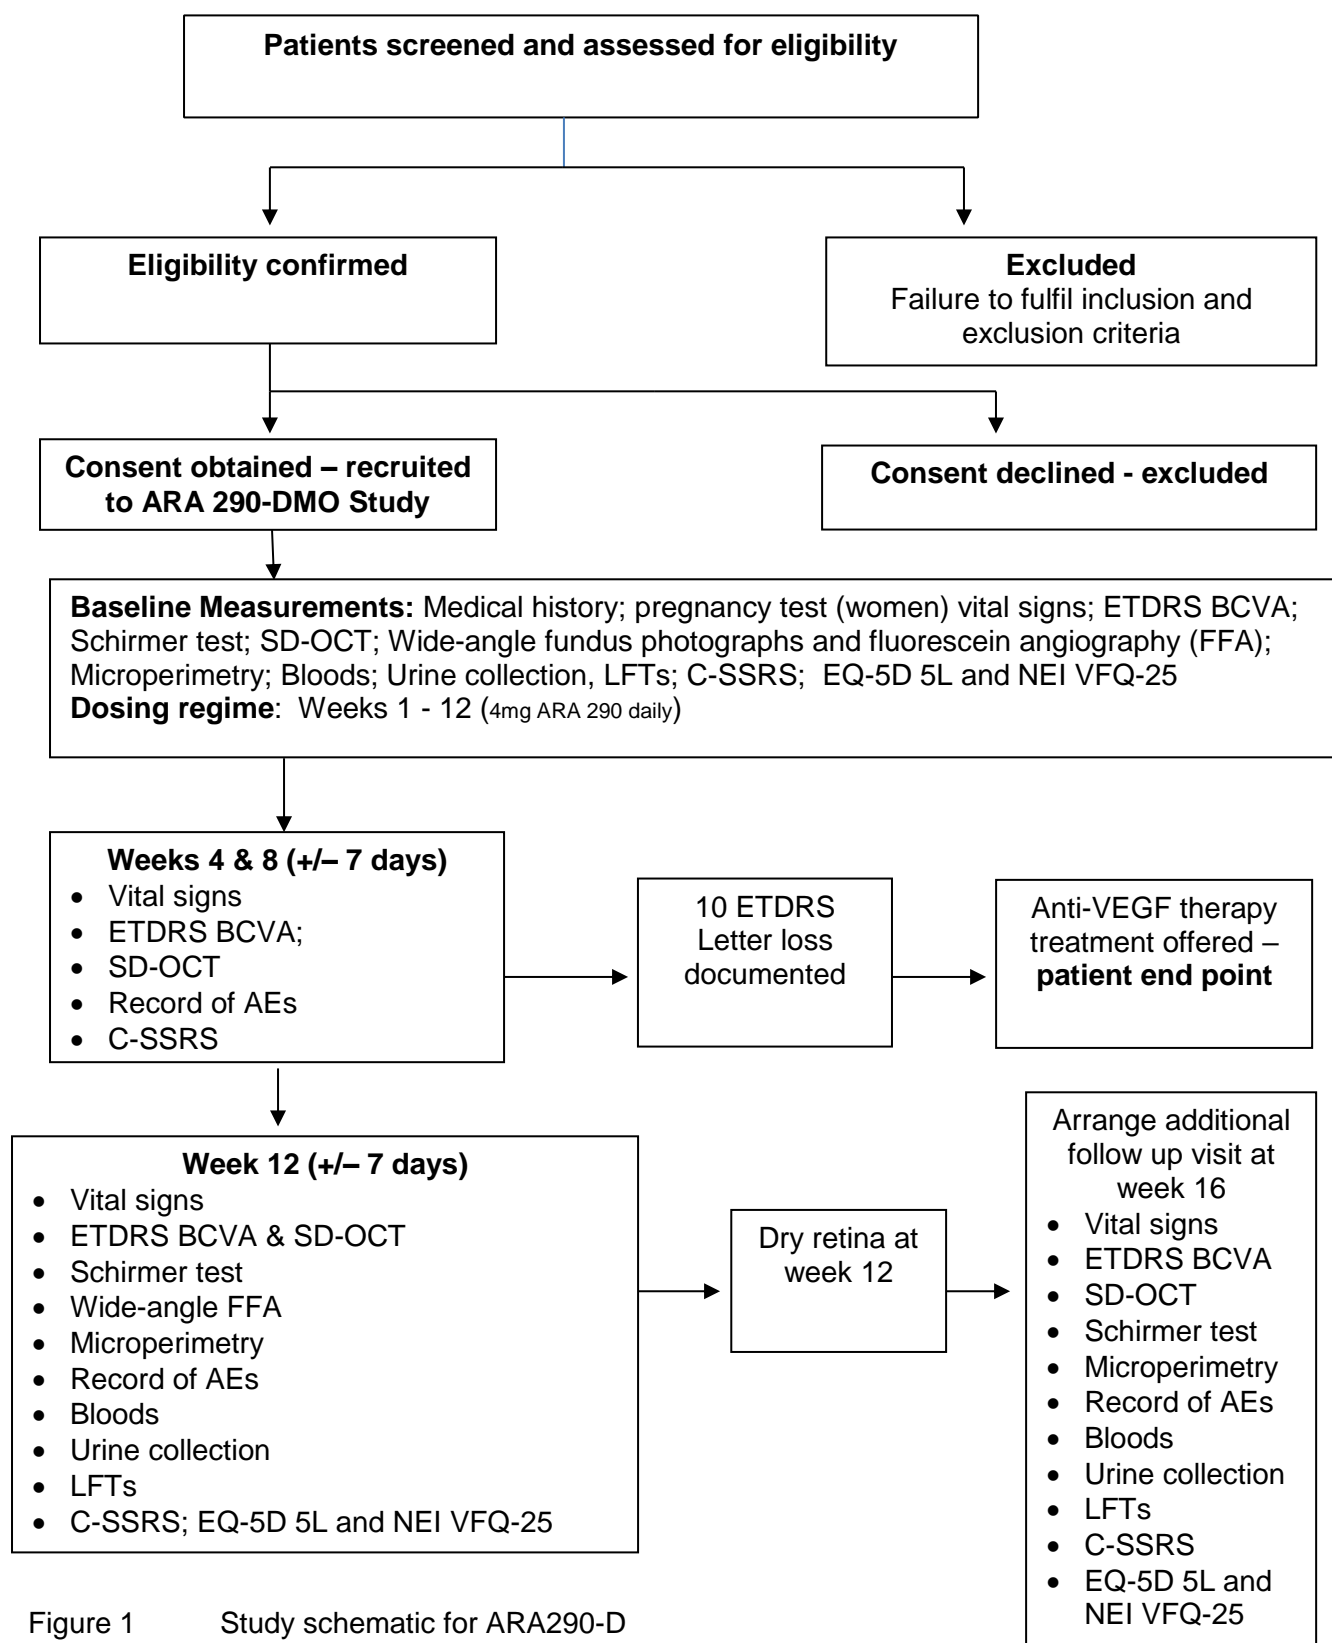 Patients screened and assessed for eligibility
Eligibility confirmed
Excluded
Failure to fulfil inclusion and
exclusion criteria
Consent obtained – recruited
to ARA 290-DMO Study
Consent declined - excluded
Baseline Measurements: Medical history; pregnancy test (women) vital signs; ETDRS BCVA;
Schirmer test; SD-OCT; Wide-angle fundus photographs and fluorescein angiography (FFA);
Microperimetry; Bloods; Urine collection, LFTs; C-SSRS; EQ-5D 5L and NEI VFQ-25
Dosing regime: Weeks 1 - 12 (4mg ARA 290 daily)
Weeks 4 & 8 (+/– 7 days)
• Vital signs
• ETDRS BCVA;
• SD-OCT
• Record of AEs
• C-SSRS
10 ETDRS
Letter loss
documented
Anti-VEGF therapy
treatment offered –
patient end point
Week 12 (+/– 7 days)
• Vital signs
• ETDRS BCVA & SD-OCT
• Schirmer test
• Wide-angle FFA
• Microperimetry
• Record of AEs
• Bloods
• Urine collection
• LFTs
• C-SSRS; EQ-5D 5L and NEI VFQ-25
Dry retina at
week 12
Arrange additional
follow up visit at
week 16
• Vital signs
• ETDRS BCVA
• SD-OCT
• Schirmer test
• Microperimetry
• Record of AEs
• Bloods
• Urine collection
• LFTs
• C-SSRS
• EQ-5D 5L and
NEI VFQ-25
Figure 1 Study schematic for ARA290-D